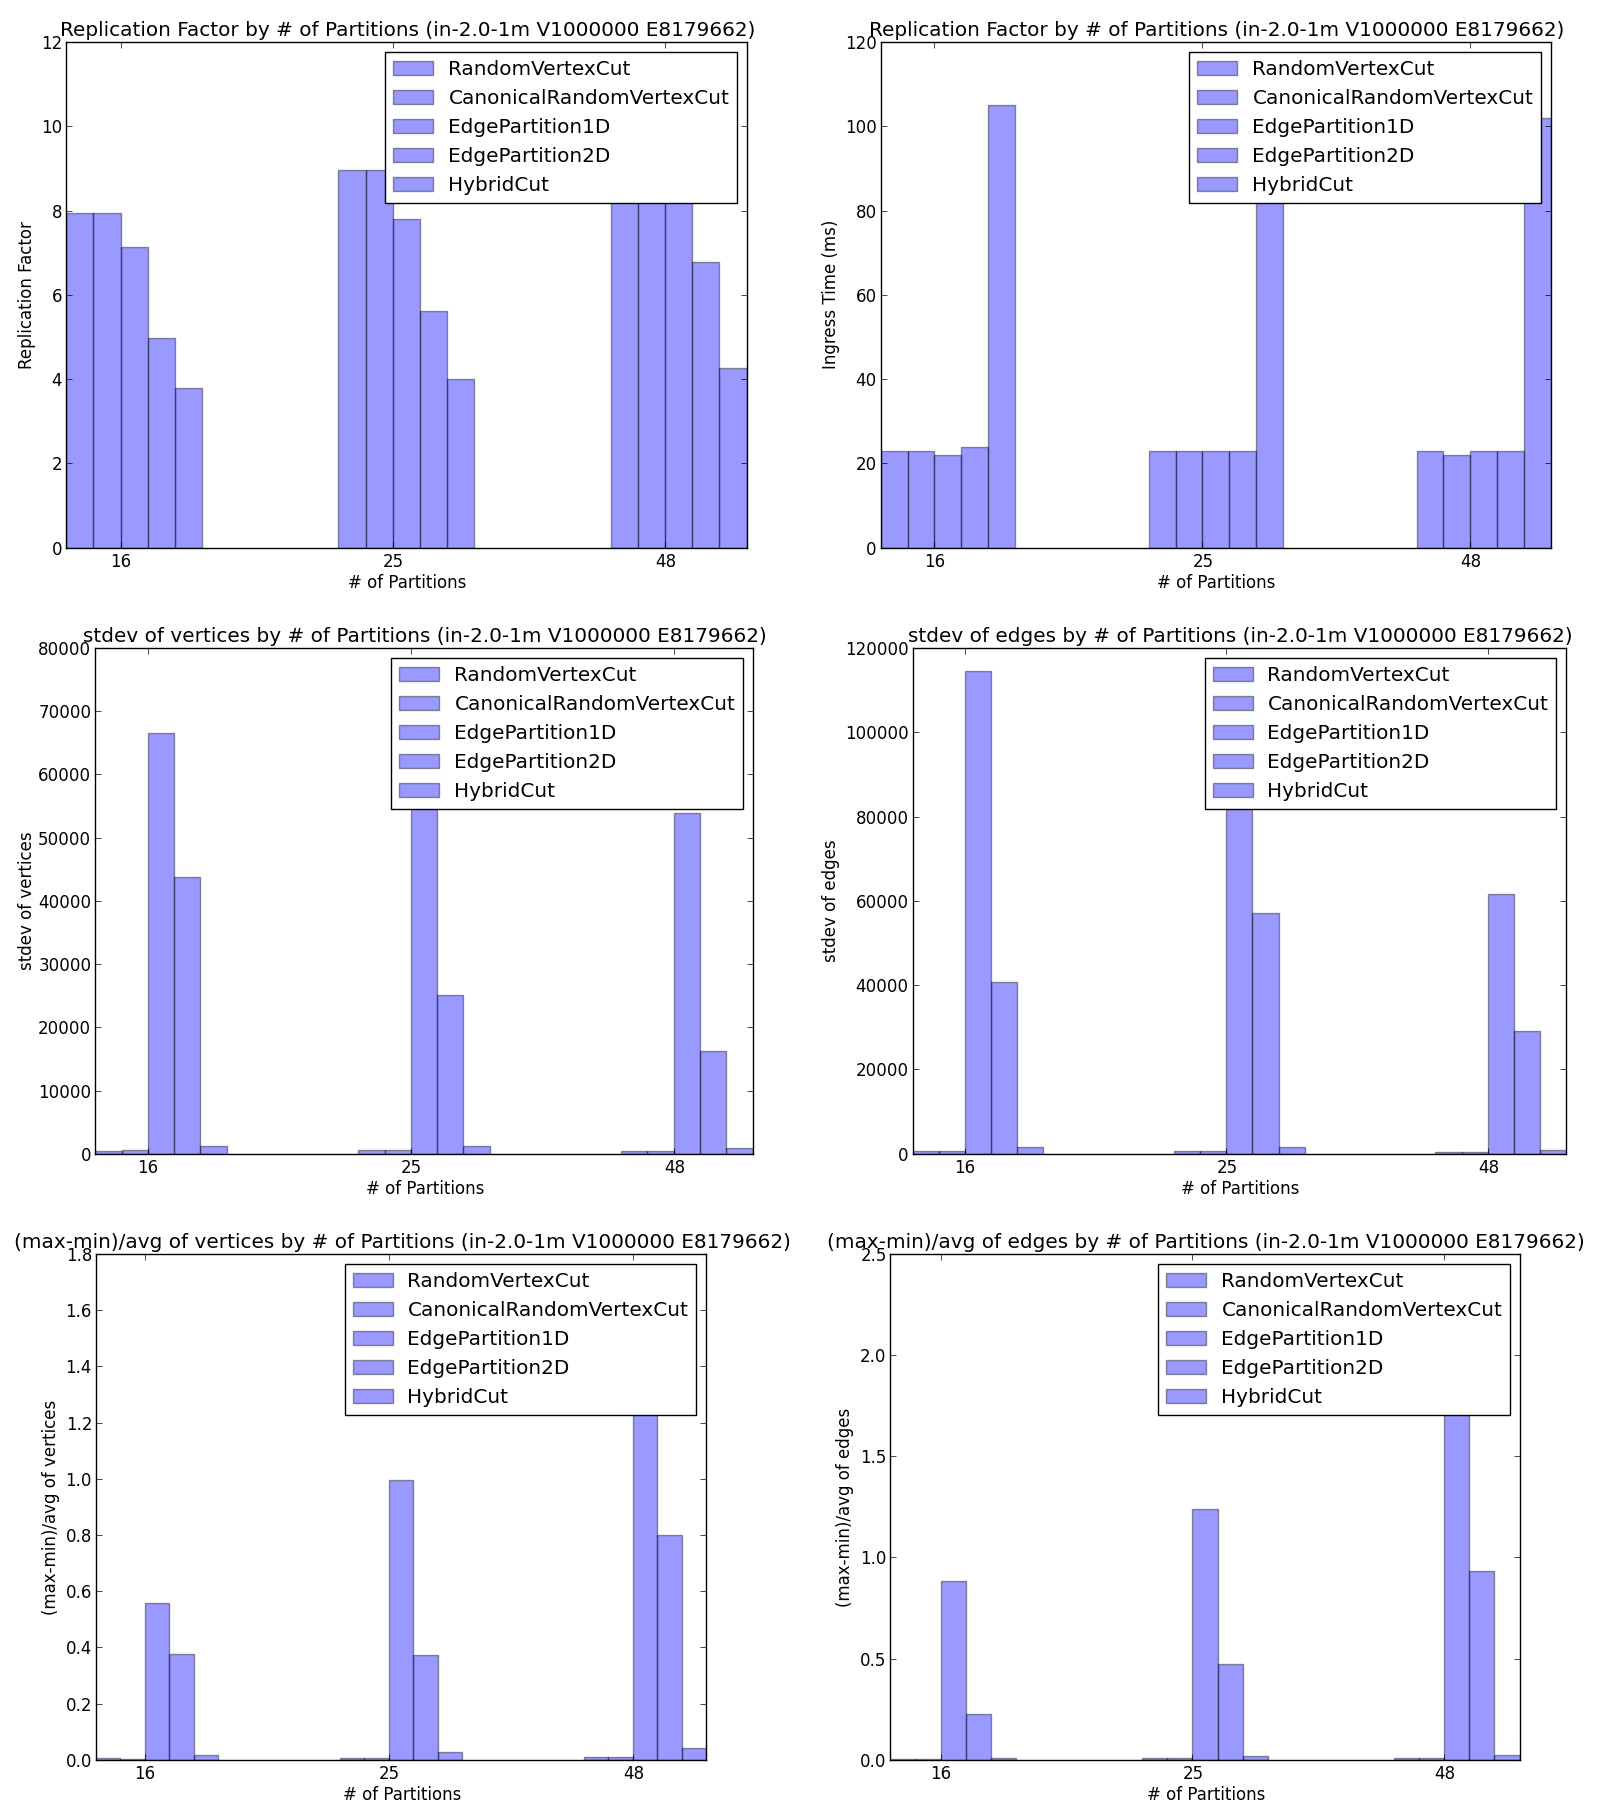 Replication Factor by # of Partitions (in-2.0-1m V1000000 E8179662)
12
10
8
6
4
2
0
Replication Factor
RandomVertexCut
CanonicalRandomVertexCut
EdgePartition1D
EdgePartition2D
HybridCut
16 25 48
# of Partitions
Replication Factor by # of Partitions (in-2.0-1m V1000000 E8179662)
120
100
80
60
40
20
0
Ingress Time (ms)
RandomVertexCut
CanonicalRandomVertexCut
EdgePartition1D
EdgePartition2D
HybridCut
16 25 48
# of Partitions
stdev of vertices by # of Partitions (in-2.0-1m V1000000 E8179662)
80000
70000
60000
50000
40000
30000
20000
10000
0
stdev of vertices
RandomVertexCut
CanonicalRandomVertexCut
EdgePartition1D
EdgePartition2D
HybridCut
16 25 48
# of Partitions
stdev of edges by # of Partitions (in-2.0-1m V1000000 E8179662)
120000
100000
80000
60000
40000
20000
0
stdev of edges
RandomVertexCut
CanonicalRandomVertexCut
EdgePartition1D
EdgePartition2D
HybridCut
16 25 48
# of Partitions
(max-min)/avg of vertices by # of Partitions (in-2.0-1m V1000000 E8179662)
1.8
1.6
1.4
1.2
1.0
0.8
0.6
0.4
0.2
0.0
(max-min)/avg of vertices
RandomVertexCut
CanonicalRandomVertexCut
EdgePartition1D
EdgePartition2D
HybridCut
16 25 48
# of Partitions
(max-min)/avg of edges by # of Partitions (in-2.0-1m V1000000 E8179662)
2.5
2.0
1.5
1.0
0.5
0.0
(max-min)/avg of edges
RandomVertexCut
CanonicalRandomVertexCut
EdgePartition1D
EdgePartition2D
HybridCut
16 25 48
# of Partitions